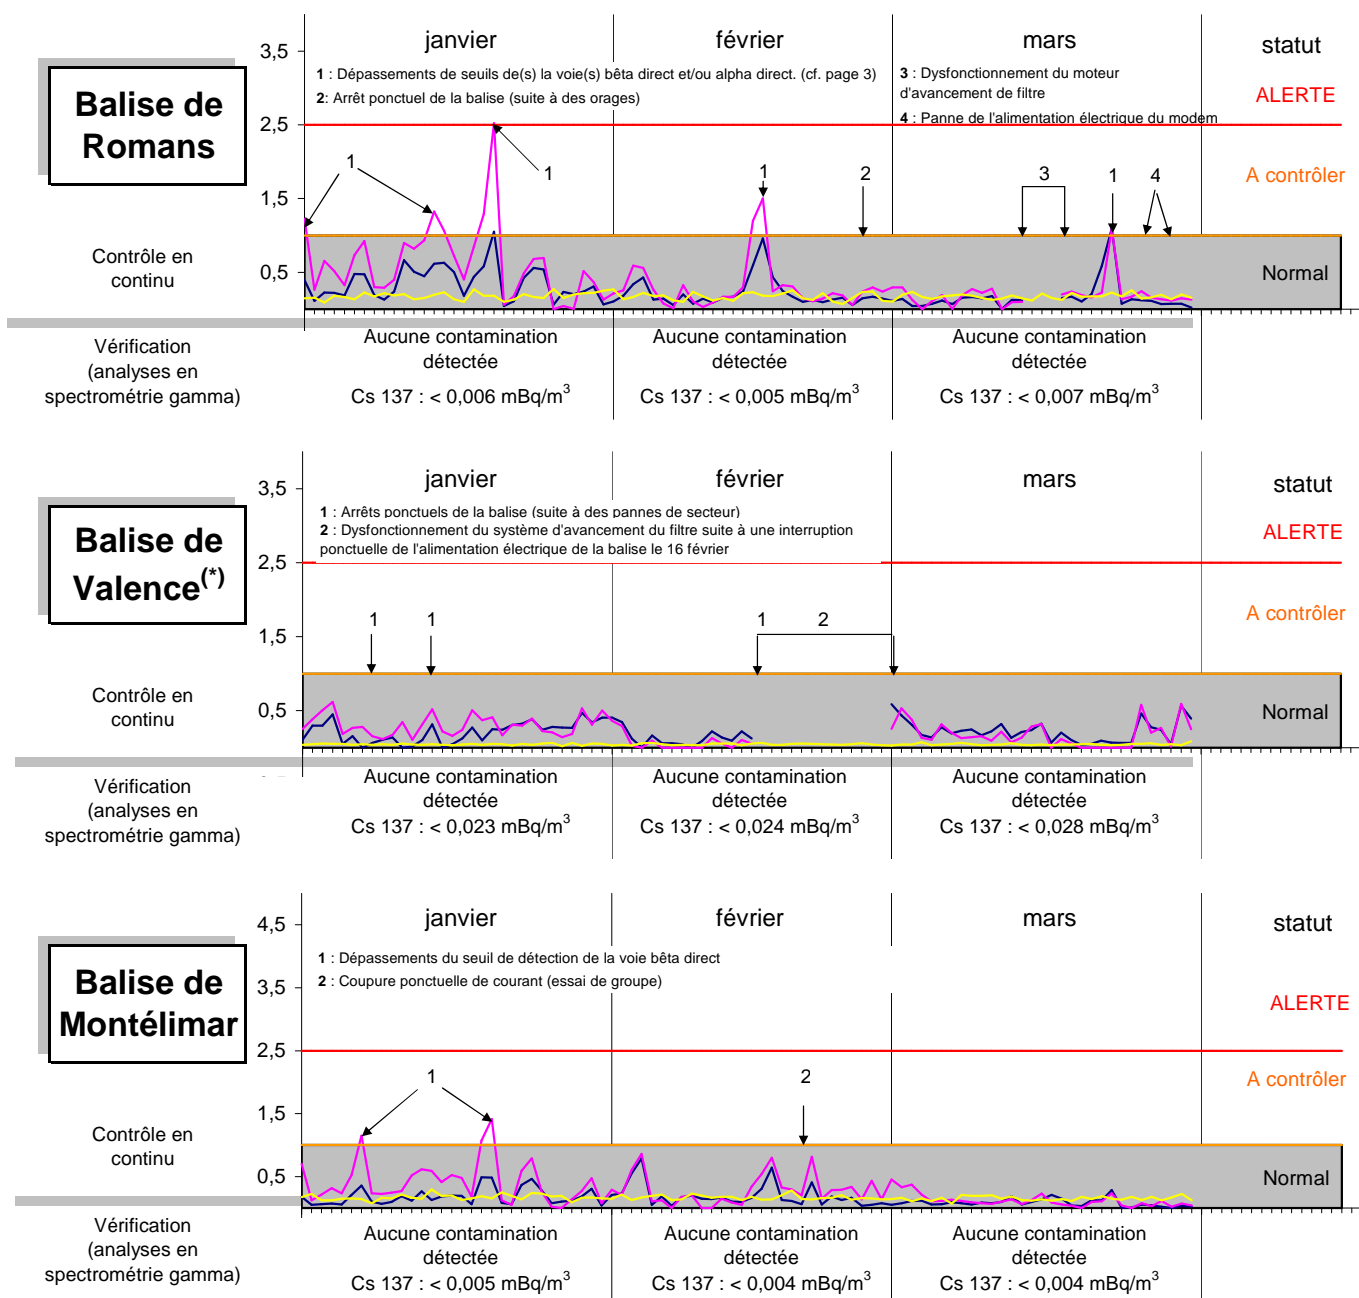 janvier février mars statut
3,5
1 : Dépassements de seuils de(s) la voie(s) bêta direct et/ou alpha direct. (cf. page 3)
2: Arrêt ponctuel de la balise (suite à des orages)
3 : Dysfonctionnement du moteur
d'avancement de filtre
4 : Panne de l'alimentation électrique du modem
ALERTE
Balise de
Romans
2,5
1 1 1 2 3 1 4
A contrôler
1,5
Contrôle en
continu
0,5
Normal
Vérification
(analyses en
spectrométrie gamma)
Aucune contamination
détectée
Cs 137 : < 0,006 mBq/m³
Aucune contamination
détectée
Cs 137 : < 0,005 mBq/m³
Aucune contamination
détectée
Cs 137 : < 0,007 mBq/m³
janvier février mars statut
3,5
1 : Arrêts ponctuels de la balise (suite à des pannes de secteur)
2 : Dysfonctionnement du système d'avancement du filtre suite à une interruption
ponctuelle de l'alimentation électrique de la balise le 16 février
ALERTE
Balise de
Valence(*)
2,5
A contrôler
1 1 1 2
1,5
Contrôle en
continu
0,5
Normal
Vérification
(analyses en
spectrométrie gamma)
Aucune contamination
détectée
Cs 137 : < 0,023 mBq/m³
Aucune contamination
détectée
Cs 137 : < 0,024 mBq/m³
Aucune contamination
détectée
Cs 137 : < 0,028 mBq/m³
janvier février mars statut
4,5
1 : Dépassements du seuil de détection de la voie bêta direct
2 : Coupure ponctuelle de courant (essai de groupe)
Balise de
Montélimar
3,5
ALERTE
2,5
1 2
A contrôler
1,5
Contrôle en
continu
0,5
Normal
Vérification
(analyses en
spectrométrie gamma)
Aucune contamination
détectée
Cs 137 : < 0,005 mBq/m³
Aucune contamination
détectée
Cs 137 : < 0,004 mBq/m³
Aucune contamination
détectée
Cs 137 : < 0,004 mBq/m³